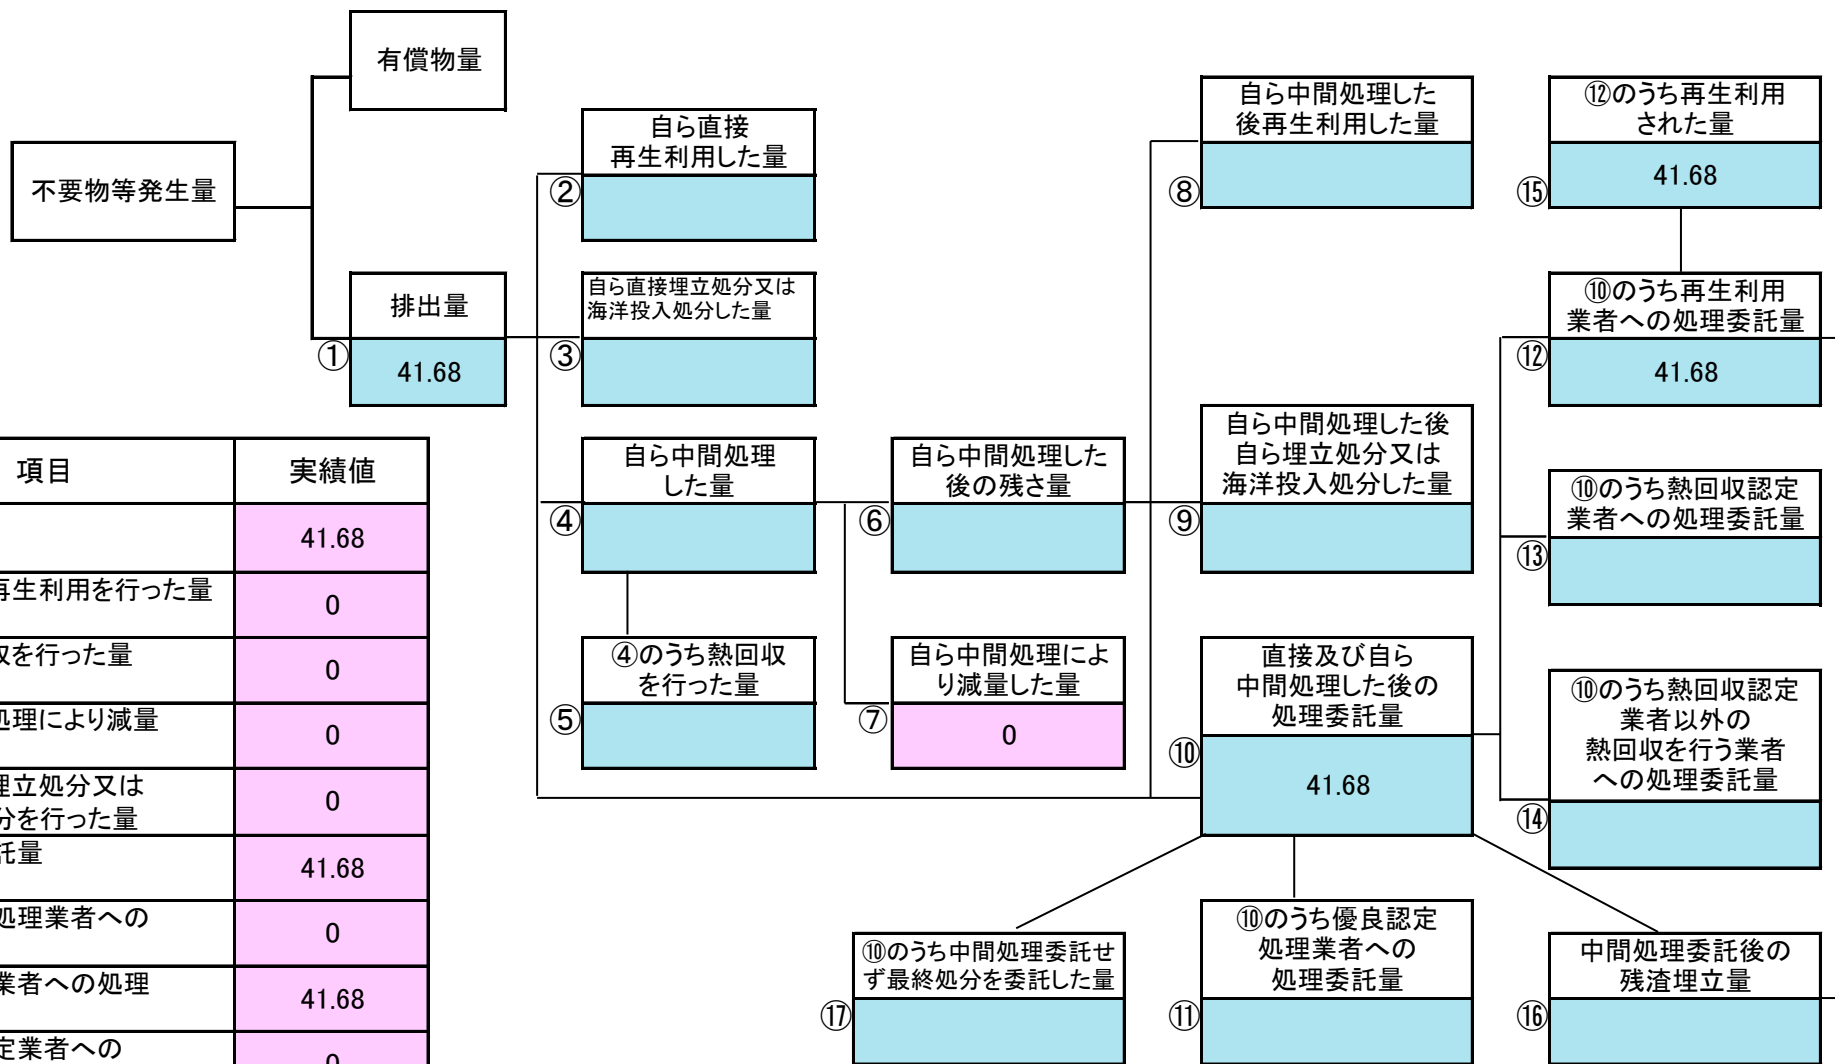 有償物量
不要物等発生量
排出量
①
41.68
自ら直接
再生利用した量
②
自ら直接埋立処分又は
海洋投入処分した量
③
自ら中間処理
した量
④
④のうち熱回収
を行った量
⑤
自ら中間処理した
後の残さ量
⑥
自ら中間処理によ
り減量した量
⑦
0
自ら中間処理した
後再生利用した量
⑧
自ら中間処理した後
自ら埋立処分又は
海洋投入処分した量
⑨
直接及び自ら
中間処理した後の
処理委託量
⑩
41.68
⑫のうち再生利用
された量
⑮
41.68
⑩のうち再生利用
業者への処理委託量
⑫
41.68
⑩のうち熱回収認定
業者への処理委託量
⑬
⑩のうち熱回収認定
業者以外の
熱回収を行う業者
への処理委託量
⑭
⑩のうち中間処理委託せ
ず最終処分を委託した量
⑰
⑩のうち優良認定
処理業者への
処理委託量
⑪
中間処理委託後の
残渣埋立量
⑯
項目 実績値
41.68
再生利用を行った量
0
を行った量
0
処理により減量
0
埋立処分又は
分を行った量
0
託量
41.68
処理業者への
0
業者への処理
41.68
定業者への
0